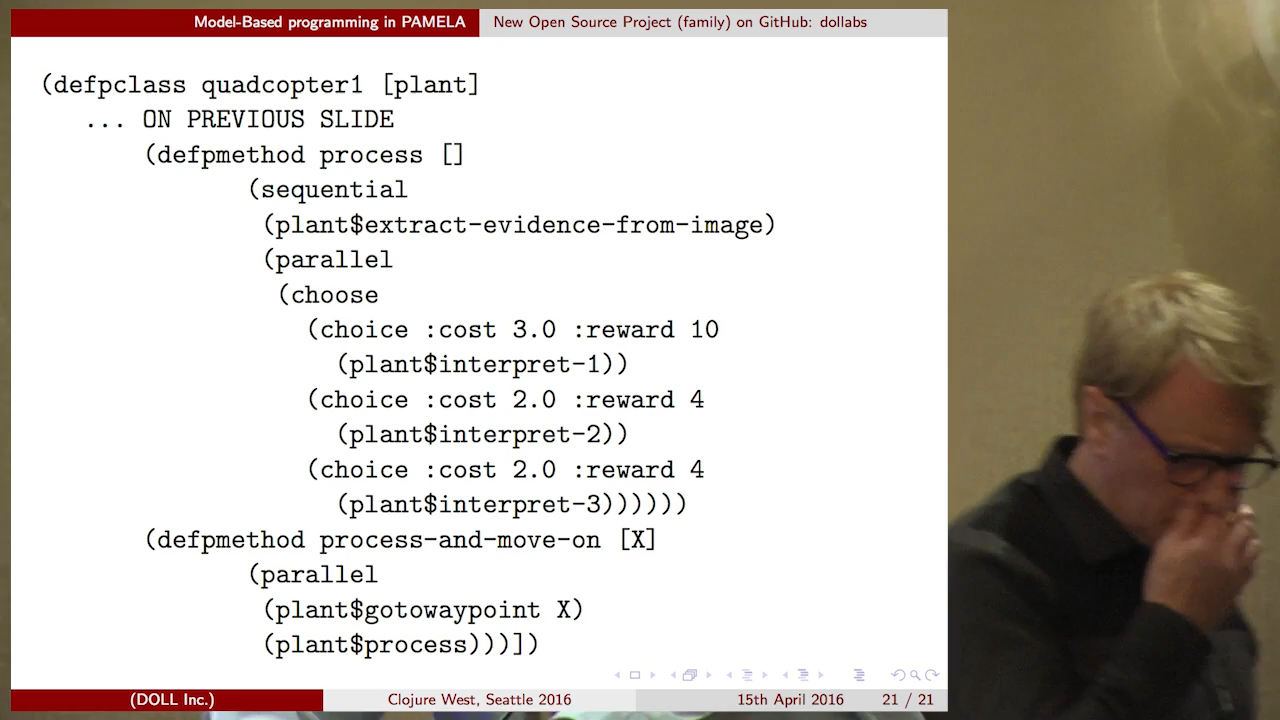 Model-Based programming in PAMELA New Open Source Project (family) on GitHub: dollabs
(defpclass quadcopter1 [plant]
... ON PREVIOUS SLIDE
(defpmethod process []
(sequential
(plant$extract-evidence-from-image)
(parallel
(choose
(choice :cost 3.0 :reward 10
(plant$interpret-1))
(choice :cost 2.0 :reward 4
(plant$interpret-2))
(choice :cost 2.0 :reward 4
(plant$interpret-3))))))
(defpmethod process-and-move-on [X]
(parallel
(plant$gotowaypoint X)
(plant$process)))])
(DOLL Inc.) Clojure West, Seattle 2016 15th April 2016 21 / 21